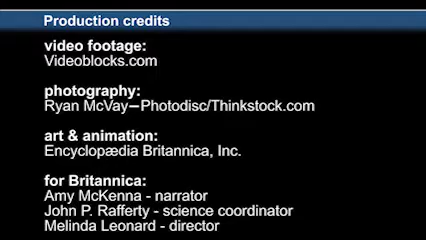 Production credits
video footage:
Videoblocks.com
photography:
Ryan McVay—Photodisc/Thinkstock.com
art & animation:
Encyclopædia Britannica, Inc.
for Britannica:
Amy McKenna - narrator
John P. Rafferty - science coordinator
Melinda Leonard - director